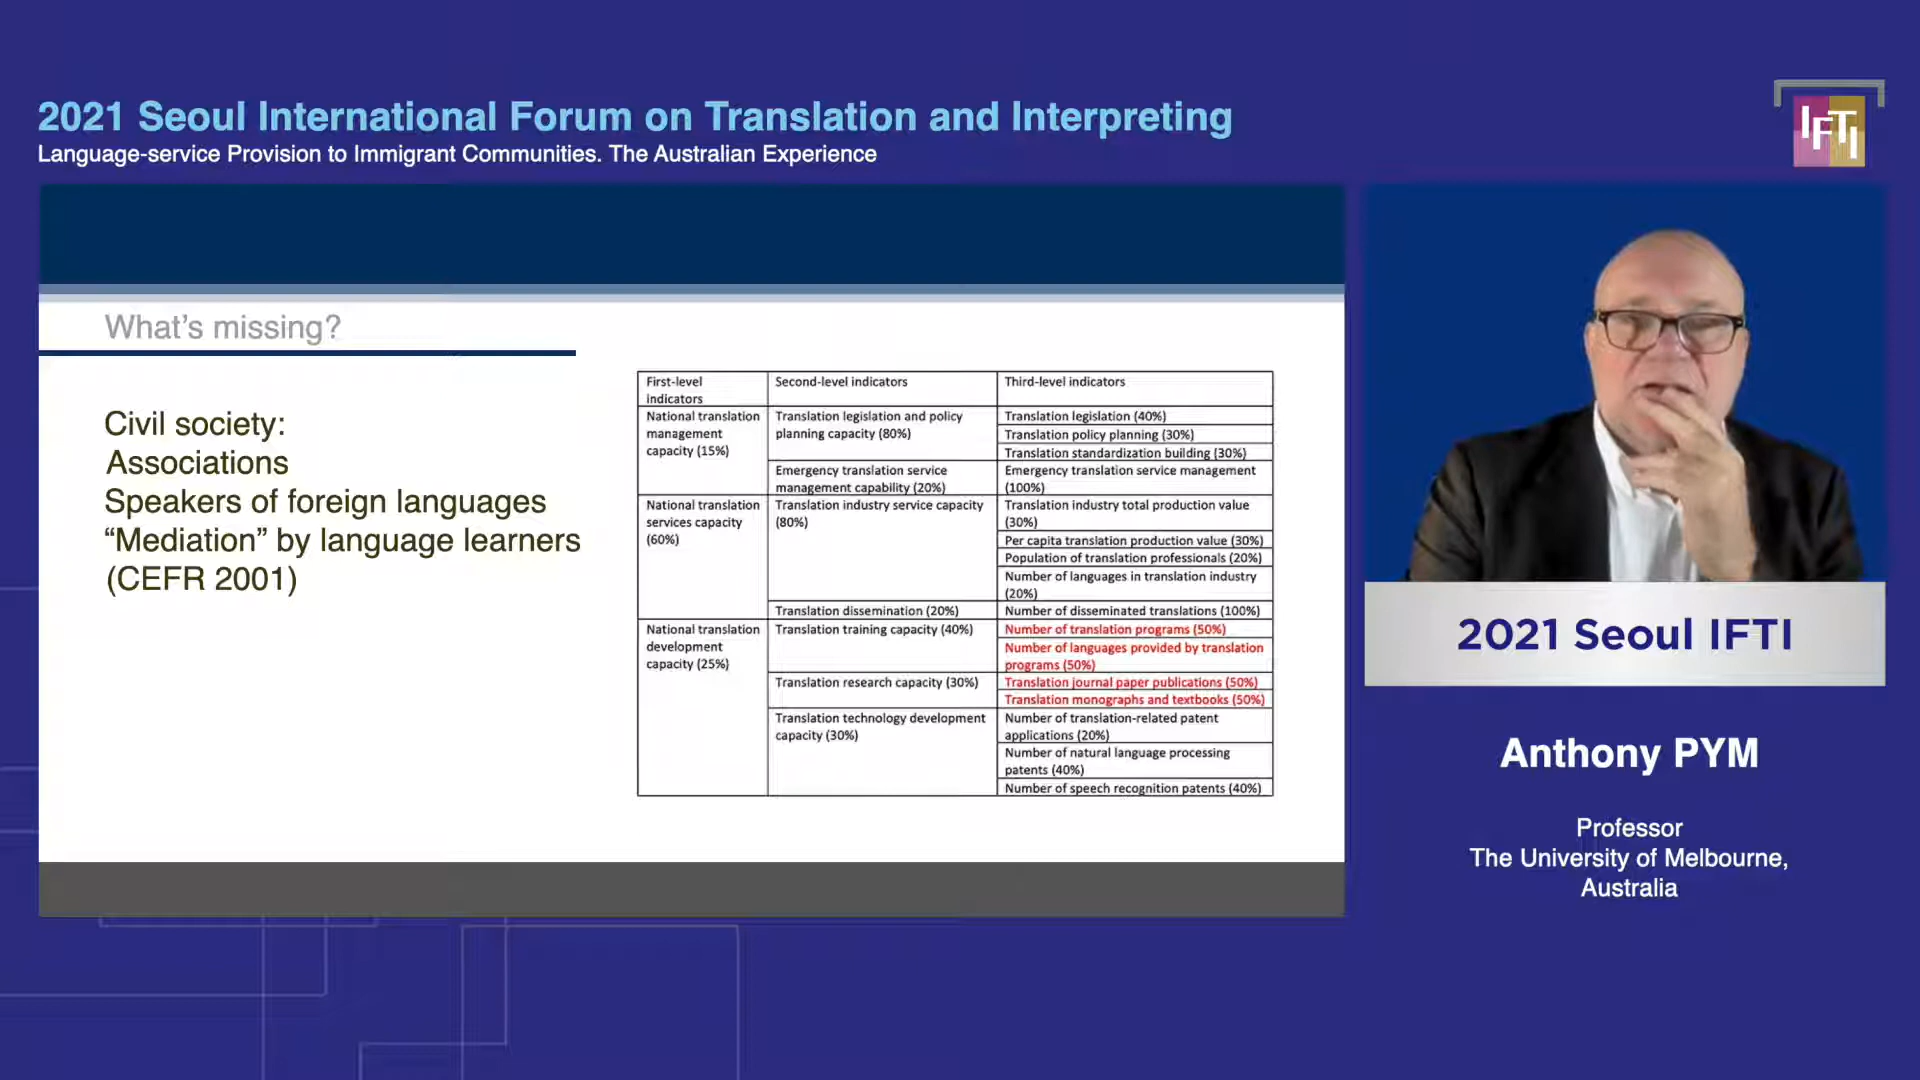 2021 Seoul International Forum on Translation and Interpreting
Language-service Provision to Immigrant Communities. The Australian Experience
IFTI
What's missing?
Civil society:
Associations
Speakers of foreign languages
“Mediation” by language learners
(CEFR 2001)
First-level
indicators
Second-level indicators
Third-level indicators
National translation
management
capacity (15%)
Translation legislation and policy
planning capacity (80%)
Translation legislation (40%)
Translation policy planning (30%)
Translation standardization building (30%)
Emergency translation service
management capability (20%)
Emergency translation service management
(100%)
National translation
services capacity
(60%)
Translation industry service capacity
(80%)
Translation industry total production value
(30%)
Per capita translation production value (30%)
Population of translation professionals (20%)
Number of languages in translation industry
(20%)
Translation dissemination (20%)
Number of disseminated translations (100%)
National translation
development
capacity (25%)
Translation training capacity (40%)
Number of translation programs (50%)
Number of languages provided by translation
programs (50%)
Translation research capacity (30%)
Translation journal paper publications (50%)
Translation monographs and textbooks (50%)
Translation technology development
capacity (30%)
Number of translation-related patent
applications (20%)
Number of natural language processing
patents (40%)
Number of speech recognition patents (40%)
2021 Seoul IFTI
Anthony PYM
Professor
The University of Melbourne,
Australia